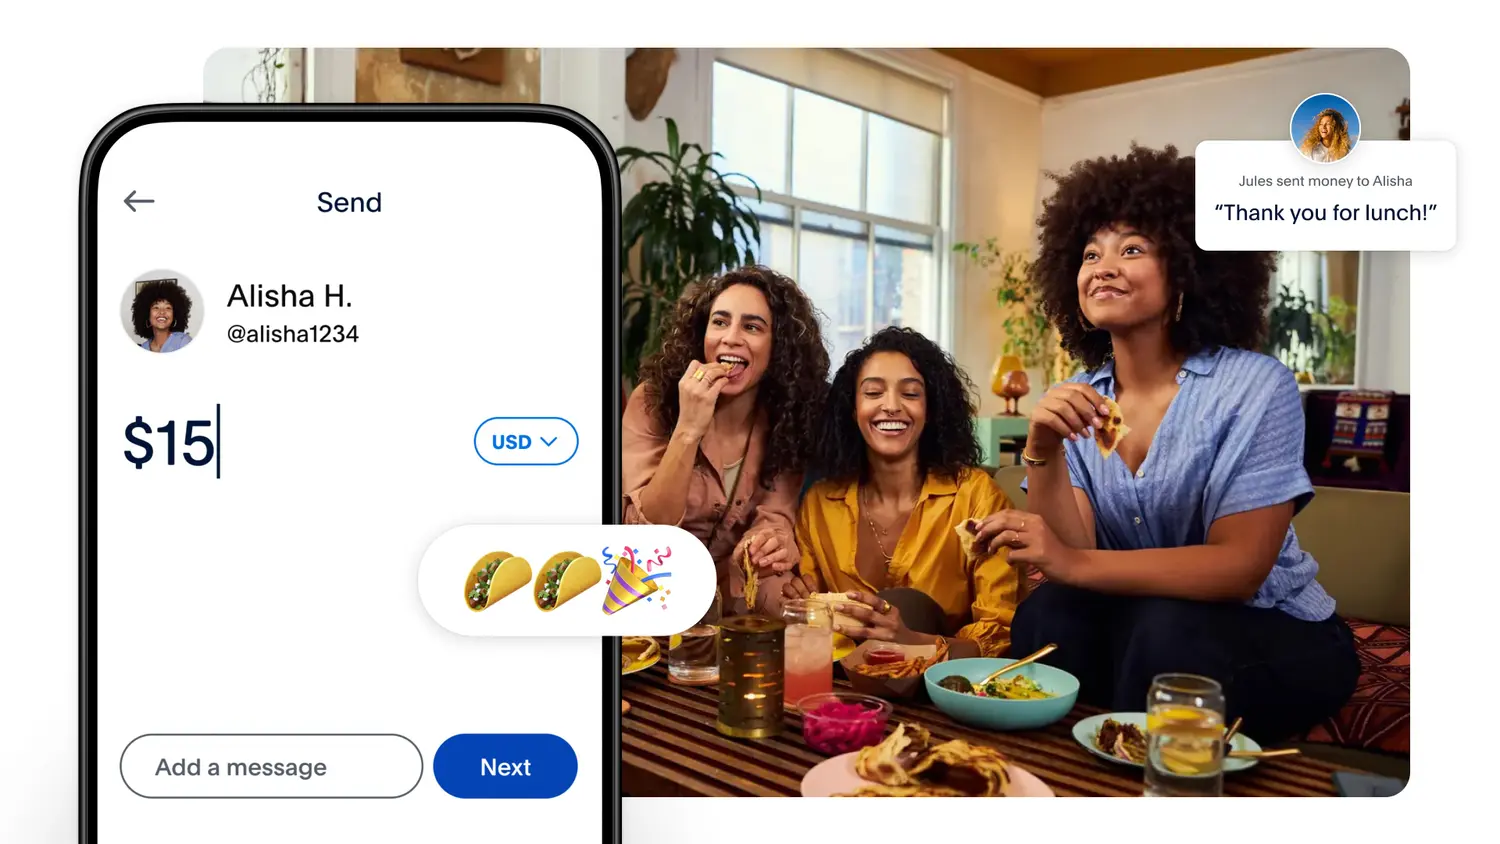 Send
Alisha H.
@alisha1234
$15
USD
Add a message
Next
Jules sent money to Alisha
“Thank you for lunch!”